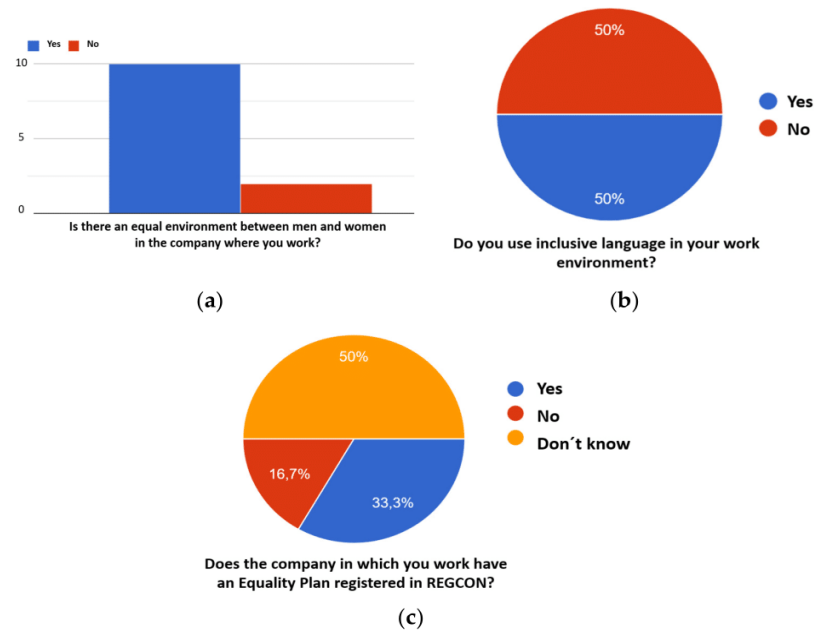 Yes No
10
5
0
Is there an equal environment between men and women
in the company where you work?
(a)
50%
50%
Yes
No
Do you use inclusive language in your work
environment?
(b)
50%
16,7%
33,3%
Yes
No
Don´t know
Does the company in which you work have
an Equality Plan registered in REGCON?
(c)